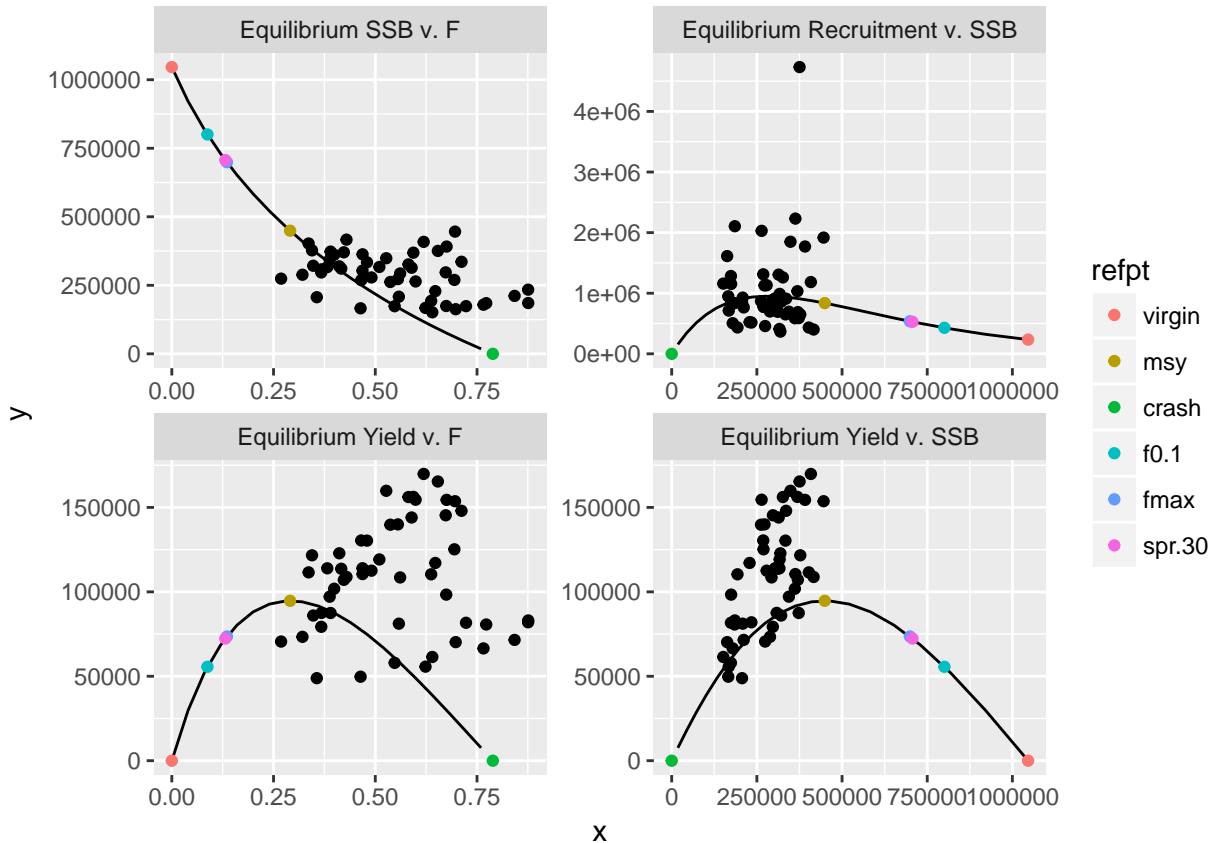 Equilibrium SSB v. F
Equilibrium Recruitment v. SSB
1000000
750000
500000
250000
0
0.00
0.25
0.50
0.75
4e+06
3e+06
2e+06
1e+06
0e+00
0
250000
500000
750000
1000000
Equilibrium Yield v. F
Equilibrium Yield v. SSB
150000
100000
50000
0
0.00
0.25
0.50
0.75
150000
100000
50000
0
0
250000
500000
750000
1000000
y
x
refpt
virgin
msy
crash
f0.1
fmax
spr.30